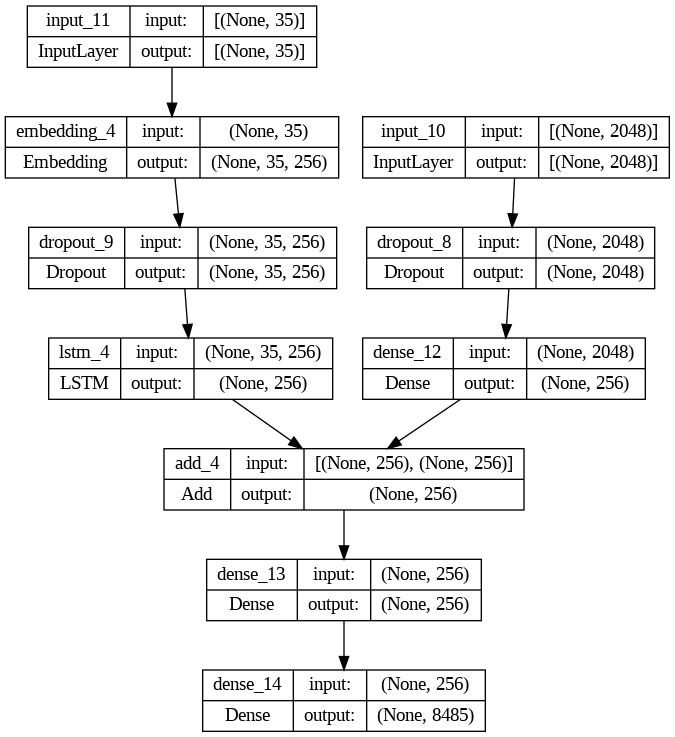 input_11 input: [(None, 35)]
InputLayer output: [(None, 35)]
embedding_4 input: (None, 35)
Embedding output: (None, 35, 256)
input_10 input: [(None, 2048)]
InputLayer output: [(None, 2048)]
dropout_9 input: (None, 35, 256)
Dropout output: (None, 35, 256)
dropout_8 input: (None, 2048)
Dropout output: (None, 2048)
lstm_4 input: (None, 35, 256)
LSTM output: (None, 256)
dense_12 input: (None, 2048)
Dense output: (None, 256)
add_4 input: [(None, 256), (None, 256)]
Add output: (None, 256)
dense_13 input: (None, 256)
Dense output: (None, 256)
dense_14 input: (None, 256)
Dense output: (None, 8485)